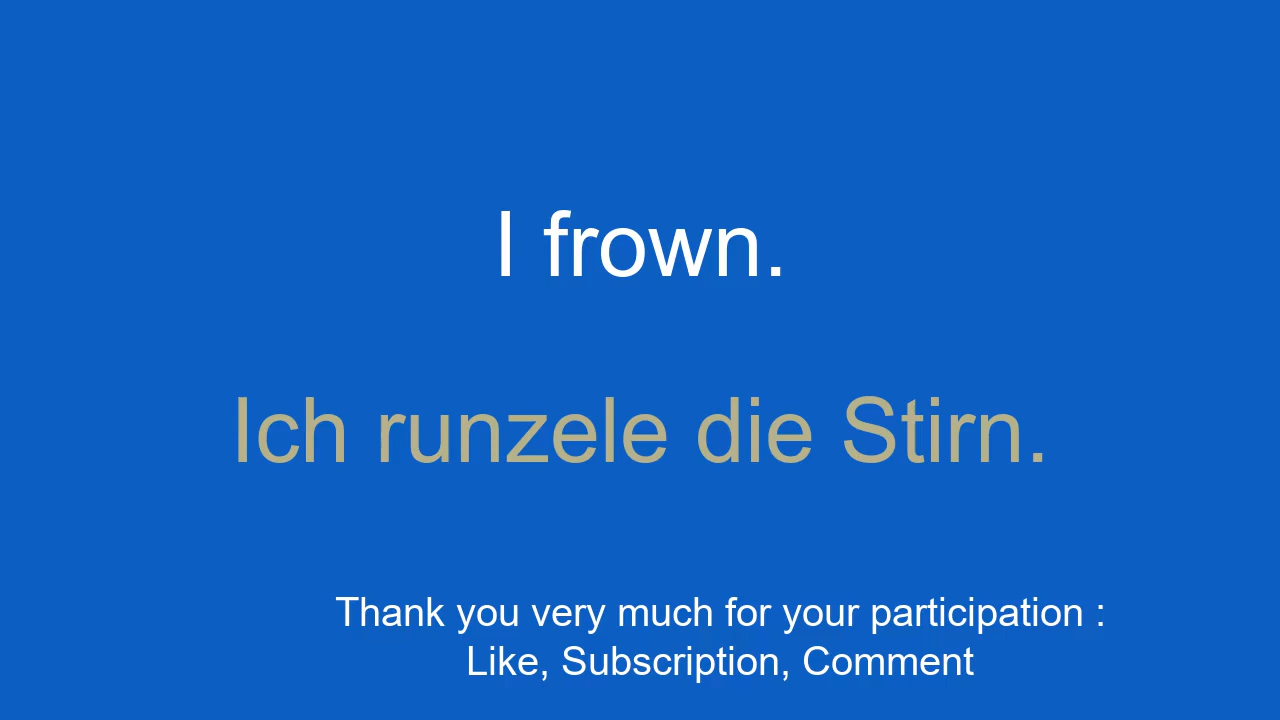 I frown.
Ich runzele die Stirn.
Thank you very much for your participation :
Like, Subscription, Comment